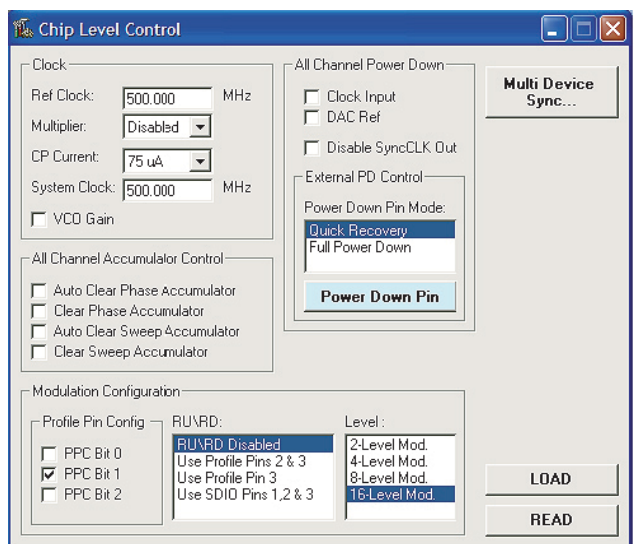 Chip Level Control
Clock
Ref Clock: 500.000 MHz
Multiplier: Disabled
CP Current: 75 uA
System Clock: 500.000 MHz
VCO Gain
All Channel Accumulator Control
Auto Clear Phase Accumulator
Clear Phase Accumulator
Auto Clear Sweep Accumulator
Clear Sweep Accumulator
All Channel Power Down
Clock Input
DAC Ref
Disable SyncCLK Out
External PD Control
Power Down Pin Mode:
Quick Recovery
Full Power Down
Power Down Pin
Multi Device
Sync...
Modulation Configuration
Profile Pin Config
PPC Bit 0
PPC Bit 1
PPC Bit 2
RU\RD:
RU\RD Disabled
Use Profile Pins 2 & 3
Use Profile Pin 3
Use SDIO Pins 1,2 & 3
Level :
2-Level Mod.
4-Level Mod.
8-Level Mod.
16-Level Mod.
LOAD
READ